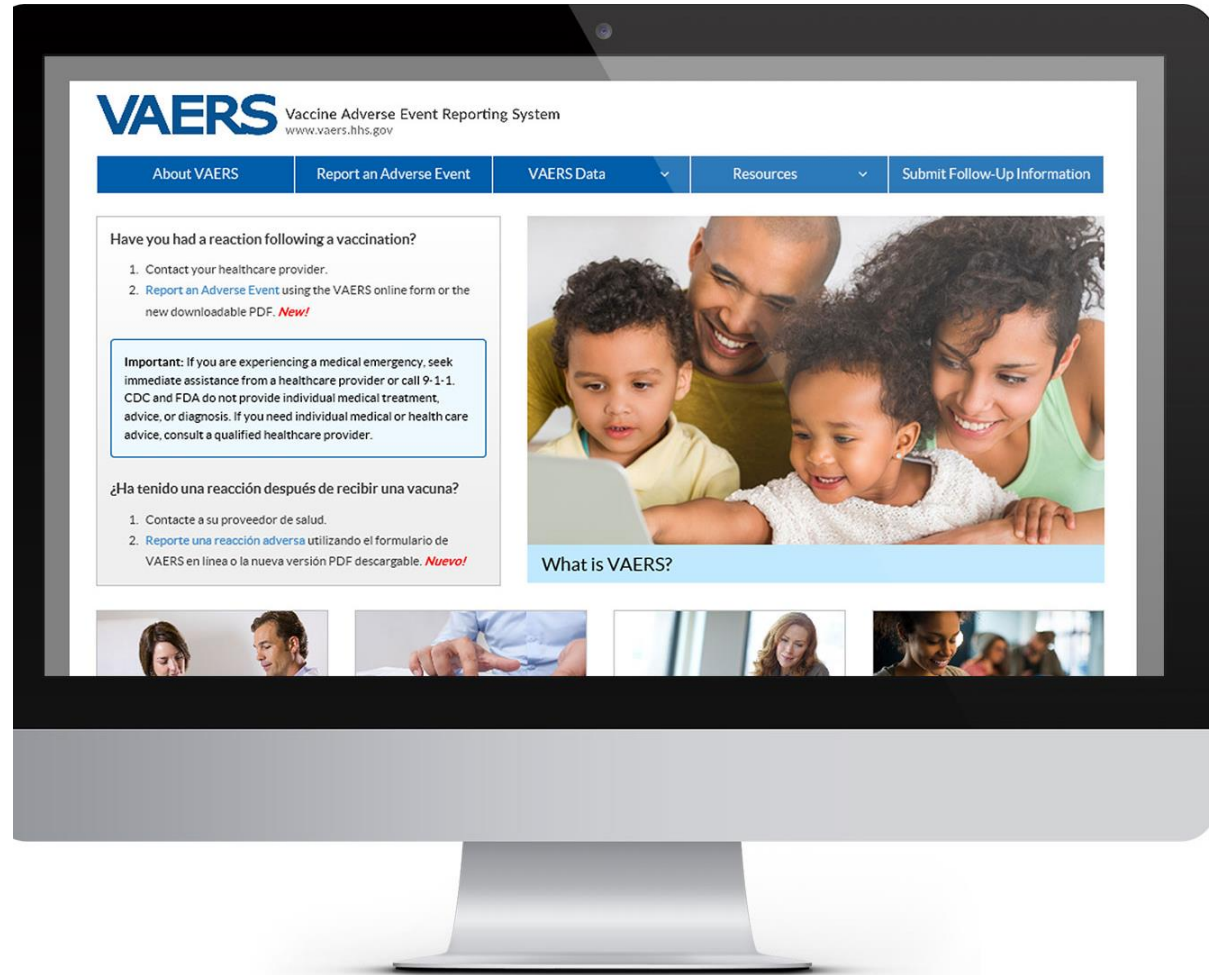 VAERS
Vaccine Adverse Event Reporting System
www.vaers.hhs.gov
About VAERS
Report an Adverse Event
VAERS Data
Resources
Submit Follow-Up Information
Have you had a reaction following a vaccination?
1. Contact your healthcare provider.
2. Report an Adverse Event using the VAERS online form or the
new downloadable PDF. New!
Important: If you are experiencing a medical emergency, seek
immediate assistance from a healthcare provider or call 9-1-1.
CDC and FDA do not provide individual medical treatment,
advice, or diagnosis. If you need individual medical or health care
advice, consult a qualified healthcare provider.
¿Ha tenido una reacción después de recibir una vacuna?
1. Contacte a su proveedor de salud.
2. Reporte una reacción adversa utilizando el formulario de
VAERS en línea o la nueva versión PDF descargable. Nuevo!
What is VAERS?